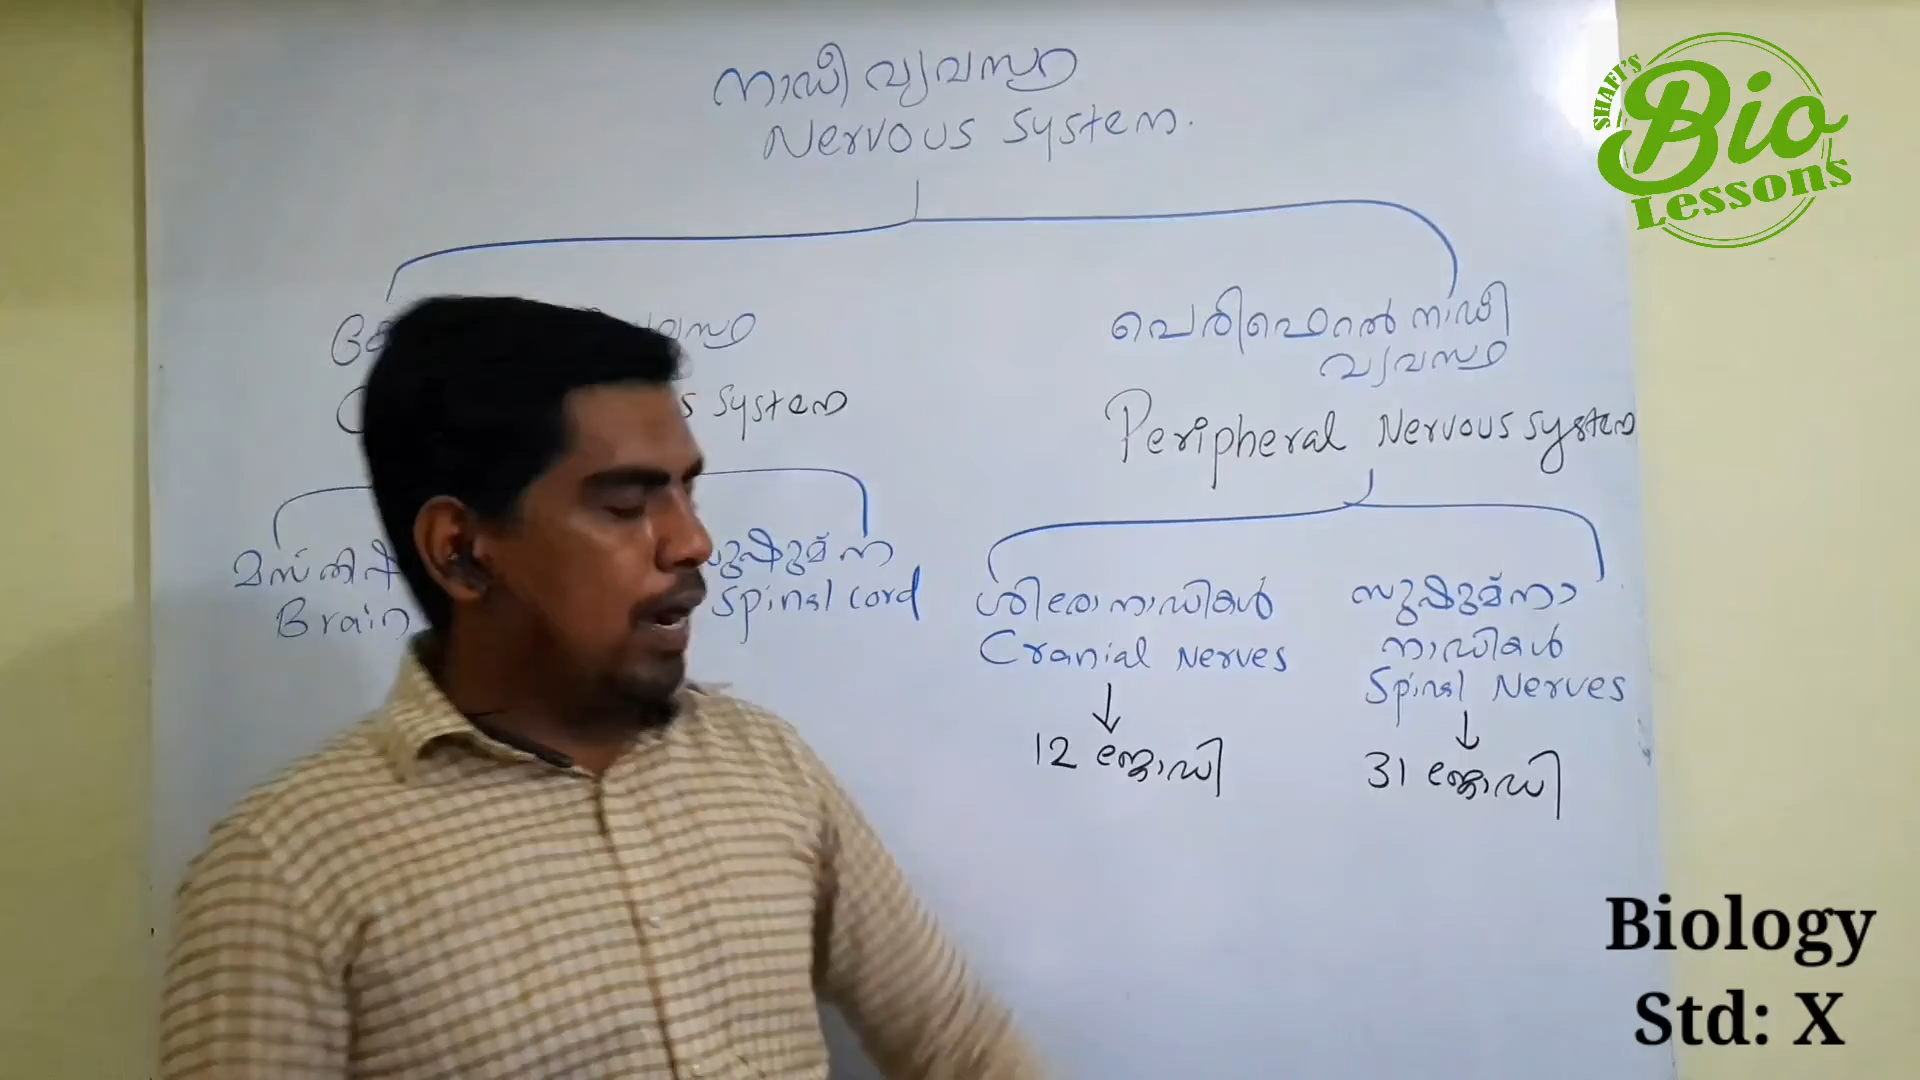 നാഡീ വ്യവസ്ഥ
Nervous System.
SHAFI'S
Bio
Lessons
പെരിഫെറൽ നാഡീ
വ്യവസ്ഥ
s System
Peripheral Nervous System
സുഷുമ്ന
Spinal cord
Brain
ശിരോനാഡികൾ
Cranial Nerves
12 ജോഡി
സുഷുമ്നാ
നാഡികൾ
Spinal Nerves
31 ജോഡി
Biology
Std: X